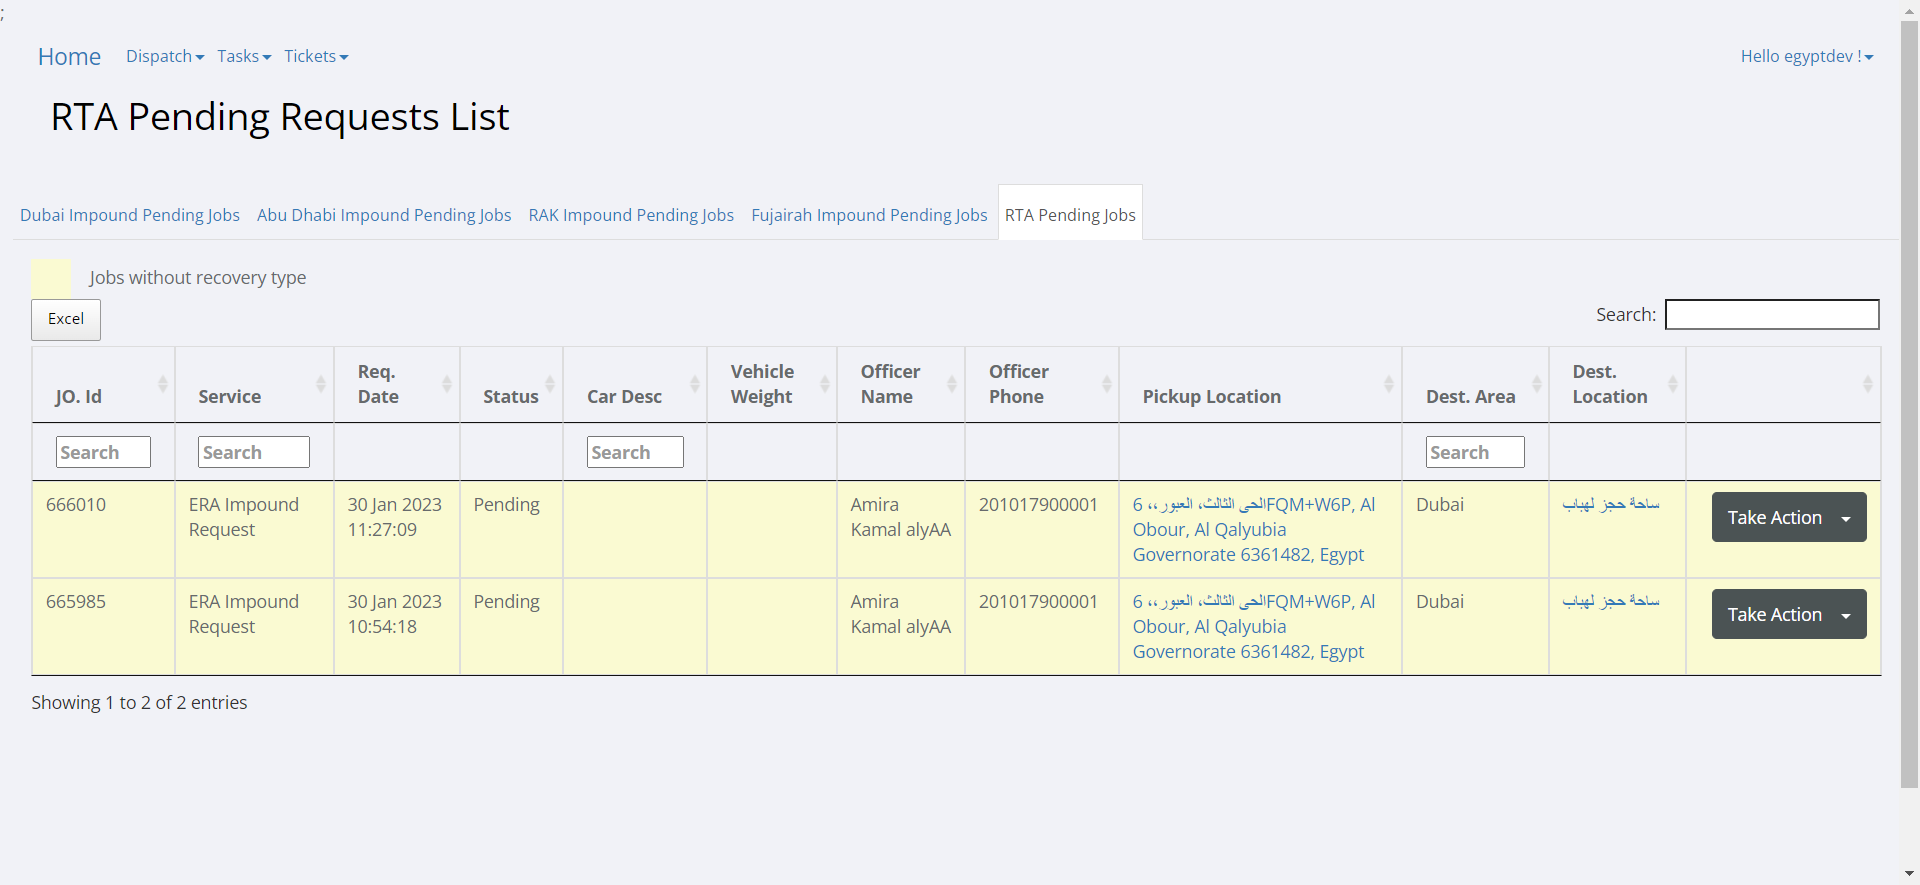 ;
Home Dispatch Tasks Tickets Hello egyptdev !
RTA Pending Requests List
Dubai Impound Pending Jobs Abu Dhabi Impound Pending Jobs RAK Impound Pending Jobs Fujairah Impound Pending Jobs RTA Pending Jobs
Jobs without recovery type
Excel
Search:
JO. Id
Service
Req.
Date
Status
Car Desc
Vehicle
Weight
Officer
Name
Officer
Phone
Pickup Location
Dest. Area
Dest.
Location
Search Search Search Search
666010
ERA Impound
Request
30 Jan 2023
11:27:09
Pending
Amira
Kamal alyAA
201017900001
6 الحى الثالث، العبور،،FQM+W6P, Al
Obour, Al Qalyubia
Governorate 6361482, Egypt
Dubai
ساحة حجز لهباب
Take Action
665985
ERA Impound
Request
30 Jan 2023
10:54:18
Pending
Amira
Kamal alyAA
201017900001
6 الحى الثالث، العبور،،FQM+W6P, Al
Obour, Al Qalyubia
Governorate 6361482, Egypt
Dubai
ساحة حجز لهباب
Take Action
Showing 1 to 2 of 2 entries